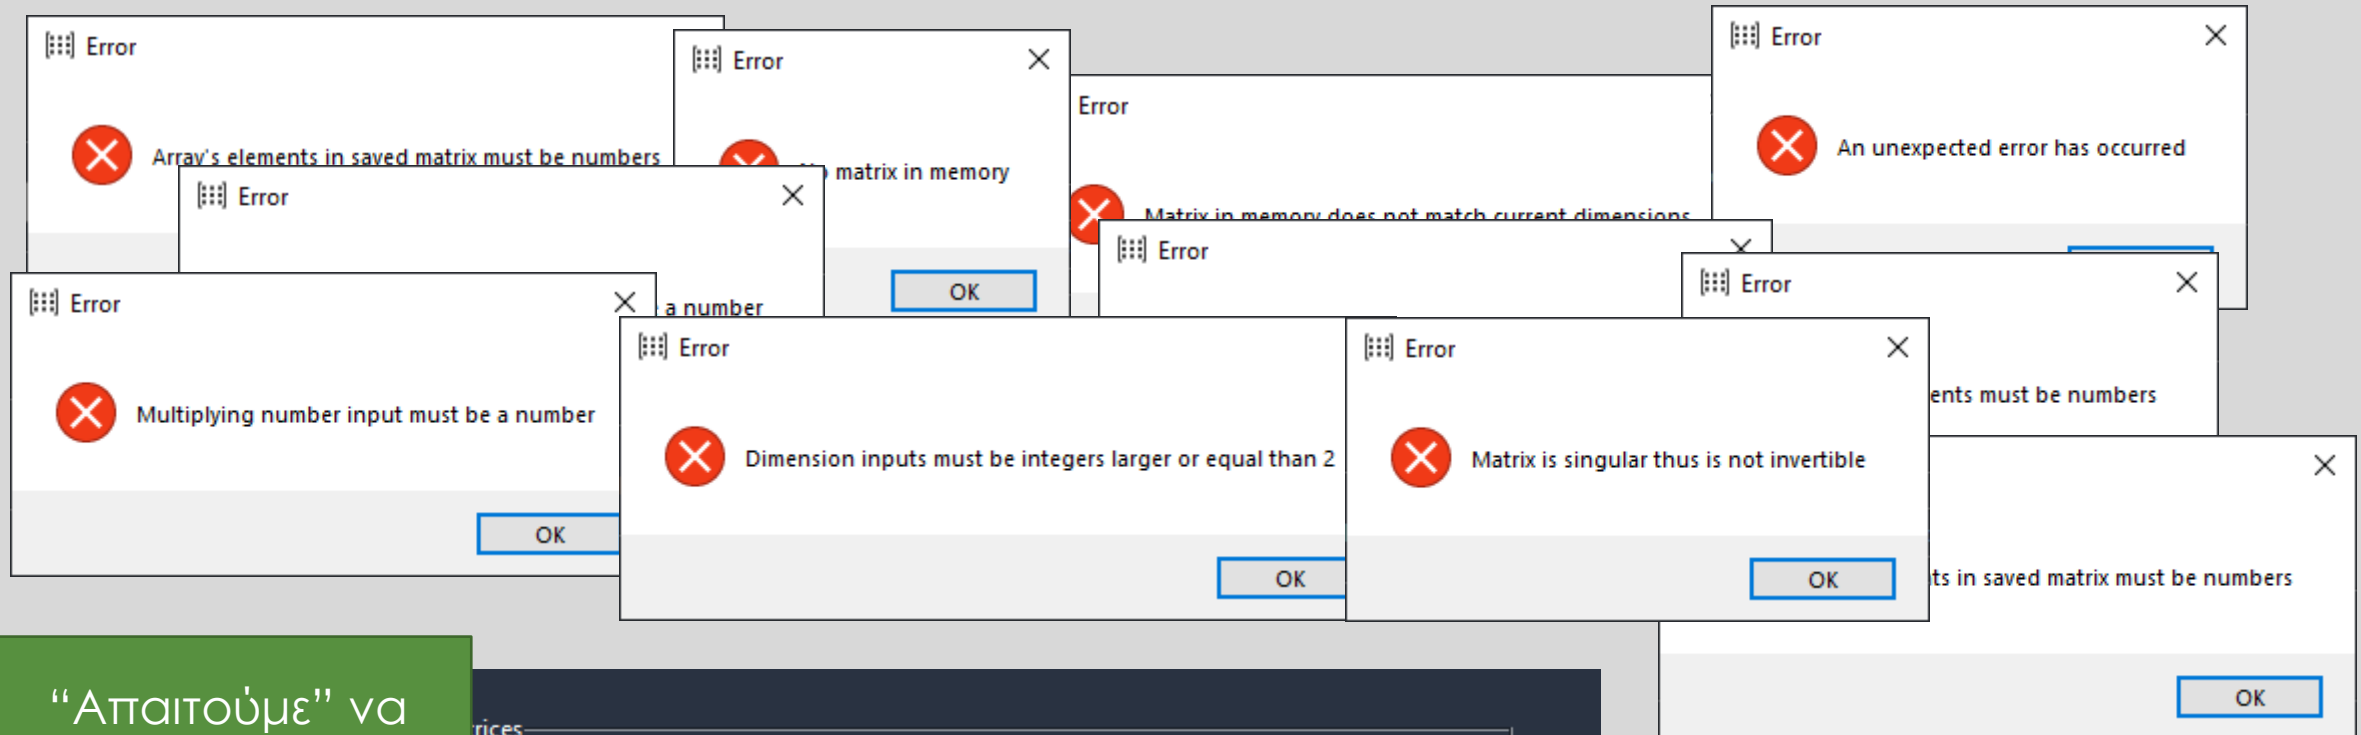 Error
Array's elements in saved matrix must be numbers
Error
matrix in memory
OK
Error
Matrix in memory does not match current dimensions
Error
An unexpected error has occurred
Error
a number
Error
Error
Error
Multiplying number input must be a number
OK
Error
Dimension inputs must be integers larger or equal than 2
OK
Error
Matrix is singular thus is not invertible
OK
must be numbers
in saved matrix must be numbers
OK
“Απαιτούμε” να